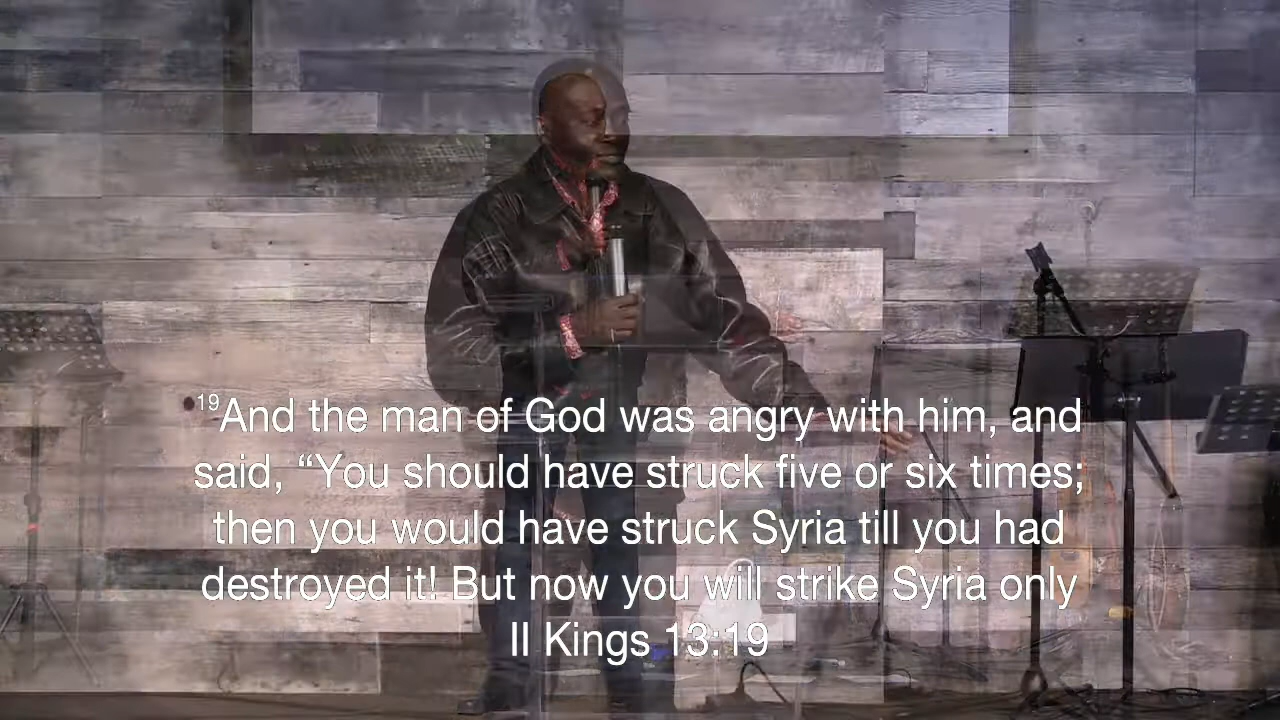 ¹⁹And the man of God was angry with him, and
said, “You should have struck five or six times;
then you would have struck Syria till you had
destroyed it! But now you will strike Syria only
II Kings 13:19